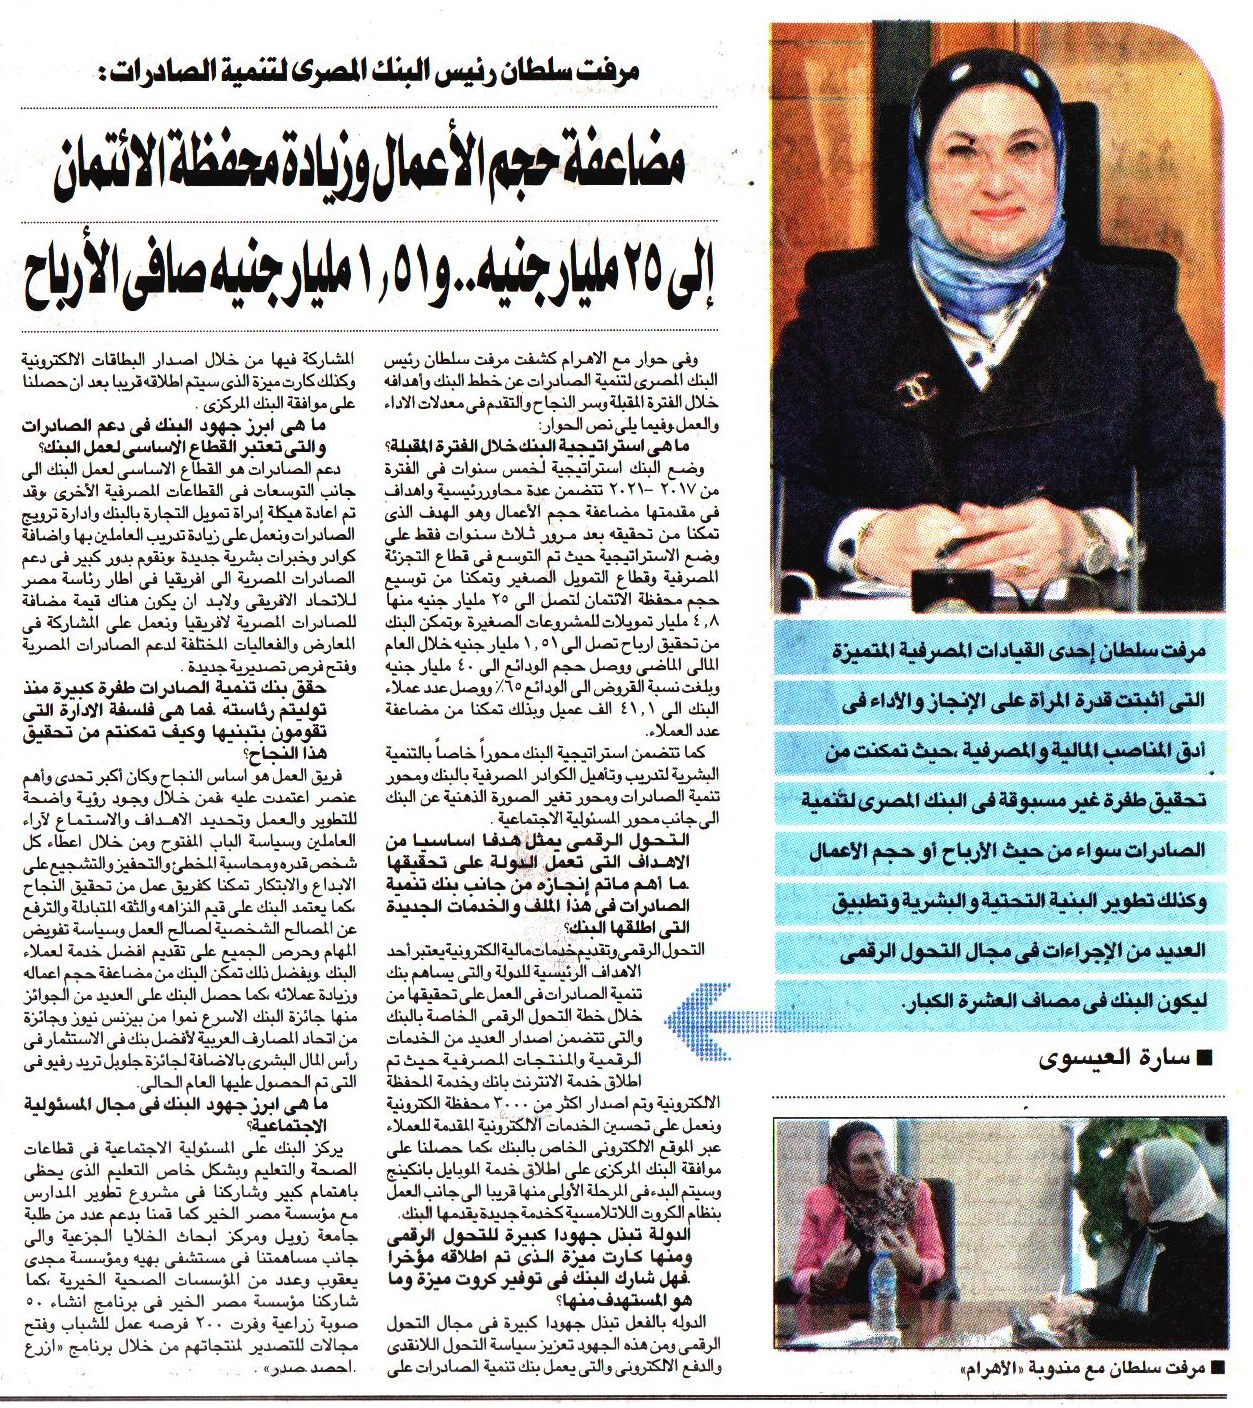 مرفت سلطان رئيس البنك المصرى لتنمية الصادرات:
مضاعفة حجم الأعمال وزيادة محفظة الائتمان
إلى ٢٥ مليار جنيه.. و١,٥١ مليار جنيه صافى الأرباح
مرفت سلطان إحدى القيادات المصرفية المتميزة
التى أثبتت قدرة المرأة على الإنجاز والأداء فى
أدق المناصب المالية والمصرفية ،حيث تمكنت من
تحقيق طفرة غير مسبوقة فى البنك المصرى لتنمية
الصادرات سواء من حيث الأرباح أو حجم الأعمال
وكذلك تطوير البنية التحتية والبشرية وتطبيق
العديد من الإجراءات فى مجال التحول الرقمى
ليكون البنك فى مصاف العشرة الكبار.
■ سارة العيسوى
■ مرفت سلطان مع مندوبة «الأهرام»
وفى حوار مع الاهرام كشفت مرفت سلطان رئيس
البنك المصرى لتنمية الصادرات عن خطط البنك وأهدافه
خلال الفترة المقبلة وسر النجاح والتقدم فى معدلات الاداء
والعمل.وفيما يلى نص الحوار:
ما هى استراتيجية البنك خلال الفترة المقبلة؟
وضع البنك استراتيجية لخمس سنوات فى الفترة
من ٢٠١٧ –٢٠٢١ تتضمن عدة محاوررئيسية واهداف
فى مقدمتها مضاعفة حجم الأعمال وهو الهدف الذى
تمكنا من تحقيقه بعد مرور ثلاث سنوات فقط على
وضع الاستراتيجية حيث تم التوسع فى قطاع التجزئة
المصرفية وقطاع التمويل الصغير وتمكنا من توسيع
حجم محفظة الائتمان لتصل الى ٢٥ مليار جنيه منها
٤,٨ مليار تمويلات للمشروعات الصغيرة ،وتمكن البنك
من تحقيق ارباح تصل الى ١,٥١ مليار جنيه خلال العام
المالى الماضى ووصل حجم الودائع الى ٤٠ مليار جنيه
وبلغت نسبة القروض الى الودائع ٦٥٪ ووصل عدد عملاء
البنك الى ٤١,١ الف عميل وبذلك تمكنا من مضاعفة
عدد العملاء.
كما تتضمن استراتيجية البنك محوراً خاصاً بالتنمية
البشرية لتدريب وتأهيل الكوادر المصرفية بالبنك ومحور
تنمية الصادرات ومحور تغير الصورة الذهنية عن البنك
الى جانب محور المسئولية الاجتماعية .
التحول الرقمى يمثل هدفا اساسيا من
الاهداف التى تعمل الدولة على تحقيقها
.ما أهم ماتم إنجازه من جانب بنك تنمية
الصادرات فى هذا الملف والخدمات الجديدة
التى اطلقها البنك؟
التحول الرقمى وتقديم خدمات مالية الكترونية يعتبر أحد
الاهداف الرئيسية للدولة والتى يساهم بنك
تنمية الصادرات فى العمل على تحقيقها من
خلال خطة التحول الرقمى الخاصة بالبنك
والتى تتضمن اصدار العديد من الخدمات
الرقمية والمنتجات المصرفية حيث تم
اطلاق خدمة الانترنت بانك وخدمة المحفظة
الالكترونية وتم اصدار اكثر من ٣٠٠٠ محفظة الكترونية
ونعمل على تحسين الخدمات الالكترونية المقدمة للعملاء
عبر الموقع الالكترونى الخاص بالبنك ،كما حصلنا على
موافقة البنك المركزى على اطلاق خدمة الموبايل بانكينج
وسيتم البدء فى المرحلة الأولى منها قريبا الى جانب العمل
بنظام الكروت اللاتلامسية كخدمة جديدة يقدمها البنك.
الدولة تبذل جهودا كبيرة للتحول الرقمى
ومنها كارت ميزة الذى تم اطلاقه مؤخرا
.فهل شارك البنك فى توفير كروت ميزة وما
هو المستهدف منها؟
الدوله بالفعل تبذل جهودا كبيرة فى مجال التحول
الرقمى ومن هذه الجهود تعزيز سياسة التحول اللانقدى
والدفع الالكترونى والتى يعمل بنك تنمية الصادرات على
المشاركة فيها من خلال اصدار البطاقات الالكترونية
وكذلك كارت ميزة الذى سيتم اطلاقه قريبا بعد ان حصلنا
على موافقة البنك المركزى .
ما هى ابرز جهود البنك فى دعم الصادرات
والتى تعتبر القطاع الاساسى لعمل البنك؟
دعم الصادرات هو القطاع الاساسى لعمل البنك الى
جانب التوسعات فى القطاعات المصرفية الأخرى ،وقد
تم اعادة هيكلة إدراة تمويل التجارة بالبنك وادارة ترويج
الصادرات ونعمل على زيادة تدريب العاملين بها واضافة
كوادر وخبرات بشرية جديدة ،ونقوم بدور كبير فى دعم
الصادرات المصرية الى افريقيا فى اطار رئاسة مصر
للاتحاد الافريقى ولابد ان يكون هناك قيمة مضافة
للصادرات المصرية لافريقيا ونعمل على المشاركة فى
المعارض والفعاليات المختلفة لدعم الصادرات المصرية
وفتح فرص تصديرية جديدة .
حقق بنك تنمية الصادرات طفرة كبيرة منذ
توليتم رئاسته .فما هى فلسفة الادارة التى
تقومون بتبنيها وكيف تمكنتم من تحقيق
هذا النجاح؟
فريق العمل هو اساس النجاح وكان أكبر تحدى وأهم
عنصر اعتمدت عليه ،فمن خلال وجود رؤية واضحة
للتطوير والعمل وتحديد الاهداف والاستماع لآراء
العاملين وسياسة الباب المفتوح ومن خلال اعطاء كل
شخص قدره ومحاسبة المخطئ والتحفيز والتشجيع على
الابداع والابتكار تمكنا كفريق عمل من تحقيق النجاح
،كما يعتمد البنك على قيم النزاهه والثقه المتبادلة والترفع
عن المصالح الشخصية لصالح العمل وسياسة تفويض
المهام وحرص الجميع على تقديم افضل خدمة لعملاء
البنك .وبفضل ذلك تمكن البنك من مضاعفة حجم اعماله
وزيادة عملائه ،كما حصل البنك على العديد من الجوائز
منها جائزة البنك الاسرع نموا من بيزنس نيوز وجائزة
من اتحاد المصارف العربية لأفضل بنك فى الاستثمار فى
رأس المال البشرى بالاضافة لجائزة جلوبل تريد رفيو فى
التى تم الحصول عليها العام الحالى.
ما هى ابرز جهود البنك فى مجال المسئولية
الاجتماعية؟
يركز البنك على المسئولية الاجتماعية فى قطاعات
الصحة والتعليم وبشكل خاص التعليم الذى يحظى
باهتمام كبير وشاركنا فى مشروع تطوير المدارس
مع مؤسسة مصر الخير كما قمنا بدعم عدد من طلبة
جامعة زويل ومركز ابحاث الخلايا الجزعية والى
جانب مساهمتنا فى مستشفى بهيه ومؤسسة مجدى
يعقوب وعدد من المؤسسات الصحية الخيرية ،كما
شاركنا مؤسسة مصر الخير فى برنامج انشاء ٥٠
صوبة زراعية وفرت ٢٠٠ فرصه عمل للشباب وفتح
مجالات للتصدير لمنتجاتهم من خلال برنامج «ازرع
.احصد .صدر» .